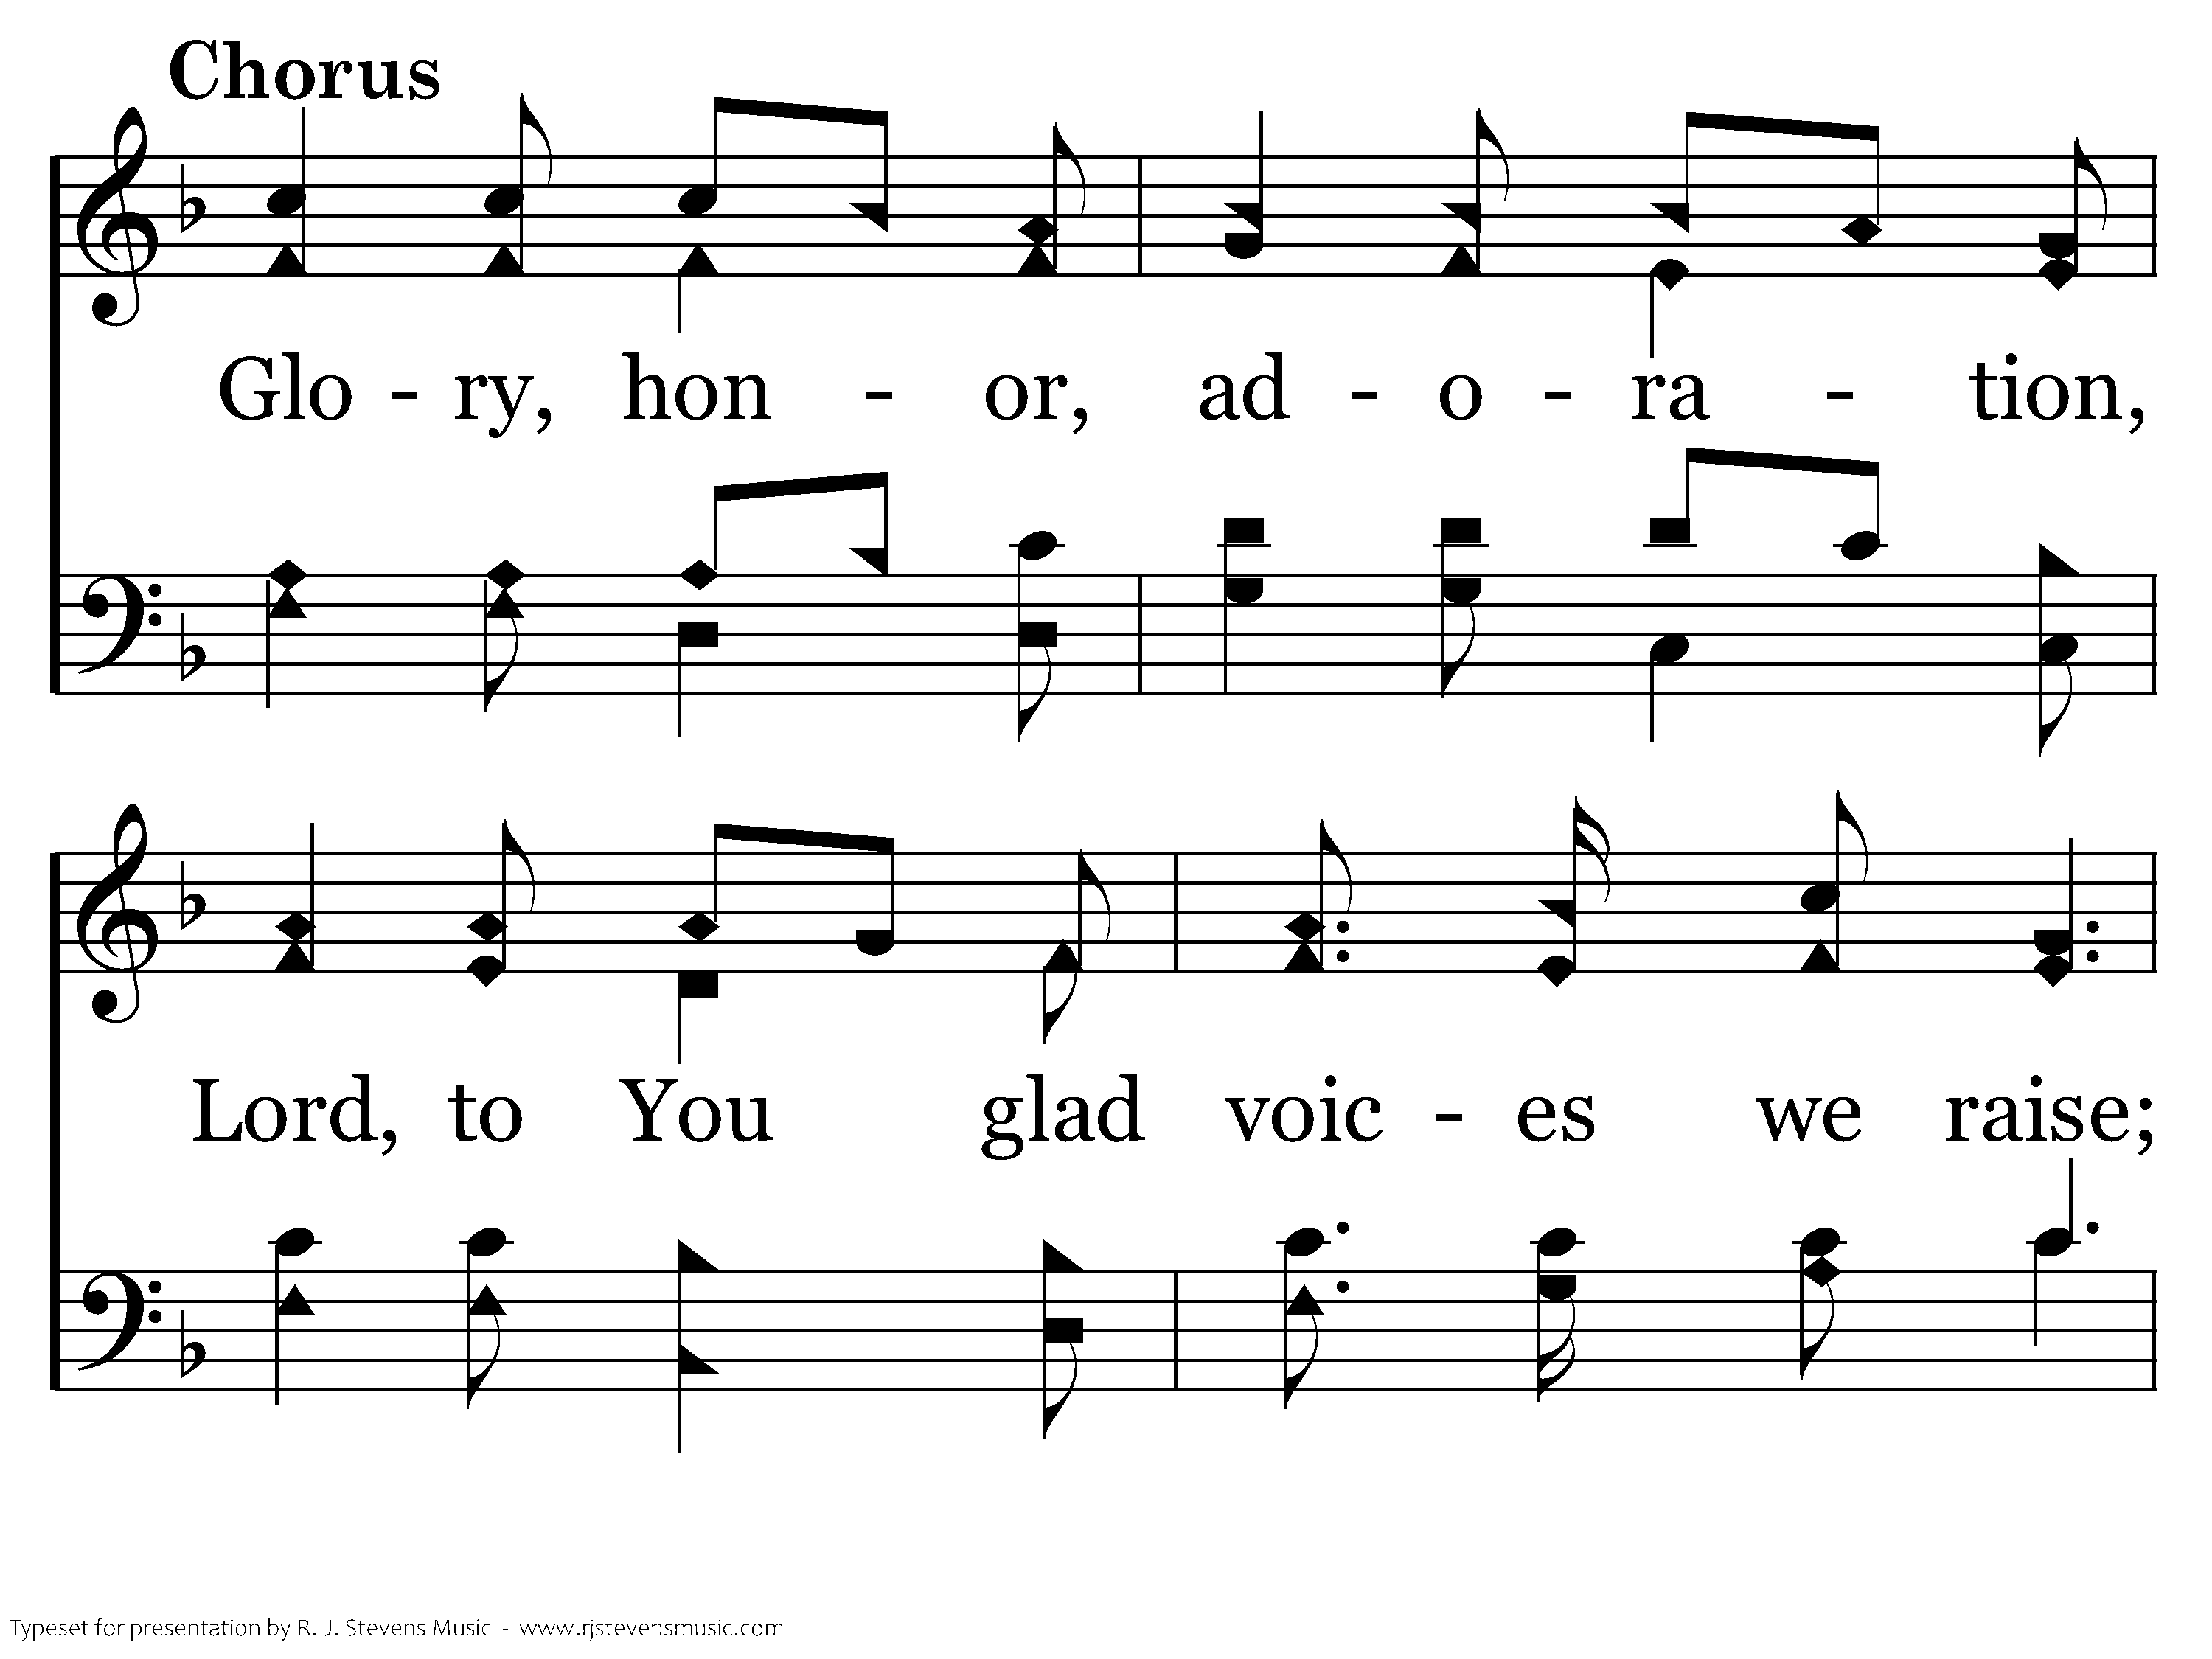 Chorus
Glo - ry, hon - or, ad - o - ra - tion,
Lord, to You glad voic - es we raise;
Typeset for presentation by R. J. Stevens Music - www.rjstevensmusic.com